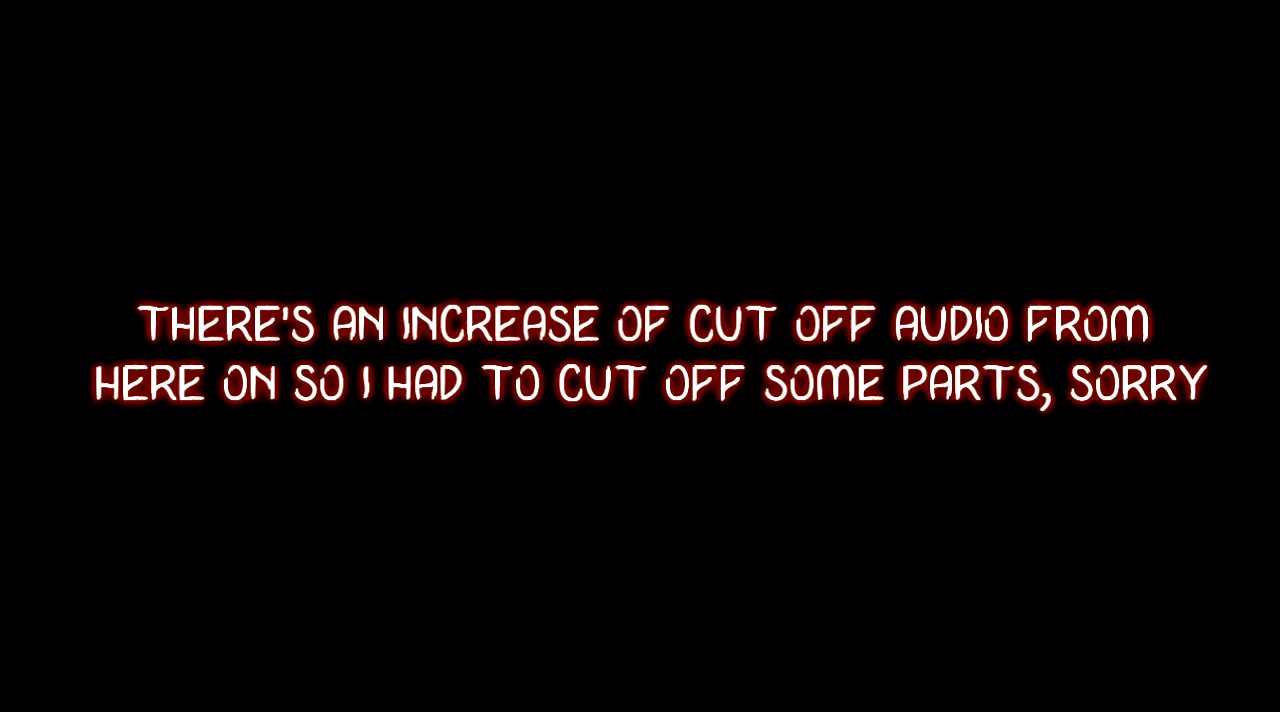 THERE'S AN INCREASE OF CUT OFF AUDIO FROM
HERE ON SO I HAD TO CUT OFF SOME PARTS, SORRY